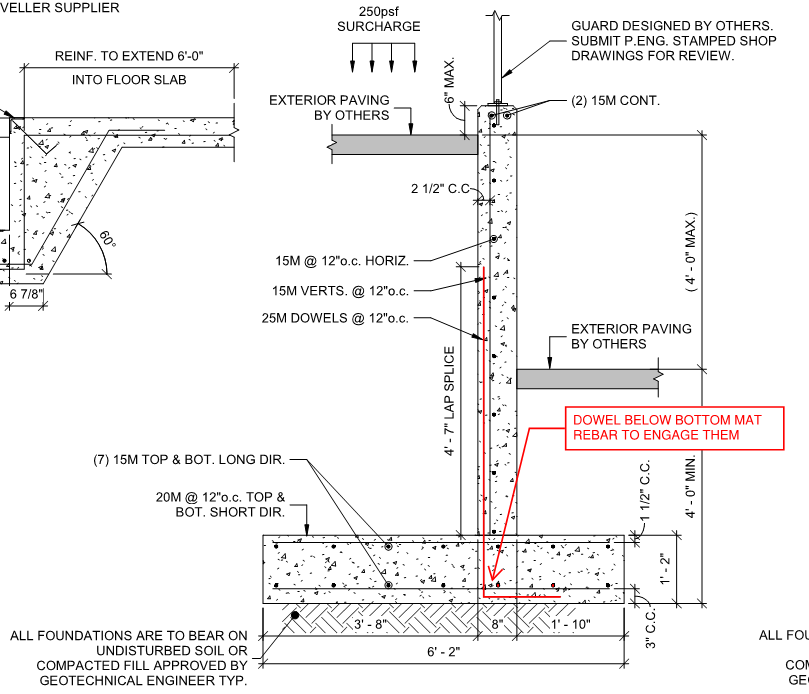 VELLER SUPPLIER
REINF. TO EXTEND 6'-0"
INTO FLOOR SLAB
60°
6 7/8"
250psf
SURCHARGE
6" MAX.
GUARD DESIGNED BY OTHERS.
SUBMIT P.ENG. STAMPED SHOP
DRAWINGS FOR REVIEW.
EXTERIOR PAVING
BY OTHERS
(2) 15M CONT.
2 1/2" C.C
15M @ 12"o.c. HORIZ.
15M VERTS. @ 12"o.c.
25M DOWELS @ 12"o.c.
( 4' - 0" MAX.)
EXTERIOR PAVING
BY OTHERS
4' - 7" LAP SPLICE
DOWEL BELOW BOTTOM MAT
REBAR TO ENGAGE THEM
4' - 0" MIN.
(7) 15M TOP & BOT. LONG DIR.
20M @ 12"o.c. TOP &
BOT. SHORT DIR.
1 1/2" C.C.
1' - 2"
3" C.C.
3' - 8"
8"
1' - 10"
6' - 2"
ALL FOUNDATIONS ARE TO BEAR ON
UNDISTURBED SOIL OR
COMPACTED FILL APPROVED BY
GEOTECHNICAL ENGINEER TYP.
ALL FOU
COM
GEO